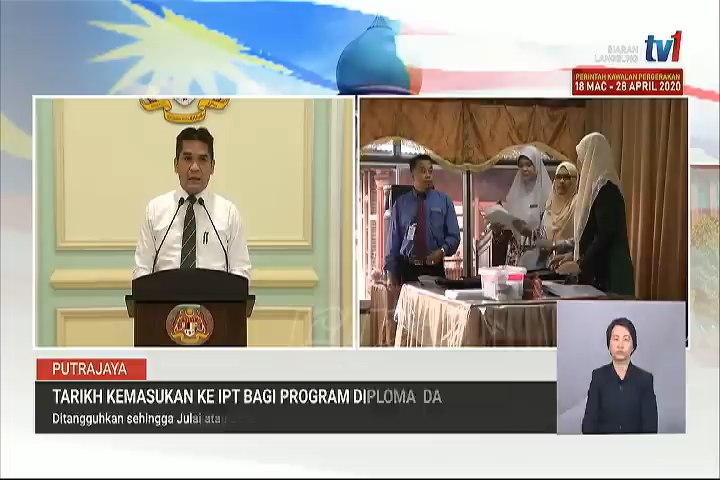 SIARAN
LANGSUNG
tv1
PERINTAH KAWALAN PERGERAKAN
18 MAC - 28 APRIL 2020
PUTRAJAYA
TARIKH KEMASUKAN KE IPT BAGI PROGRAM DIPLOMA DA
Ditangguhkan sehingga Julai atau